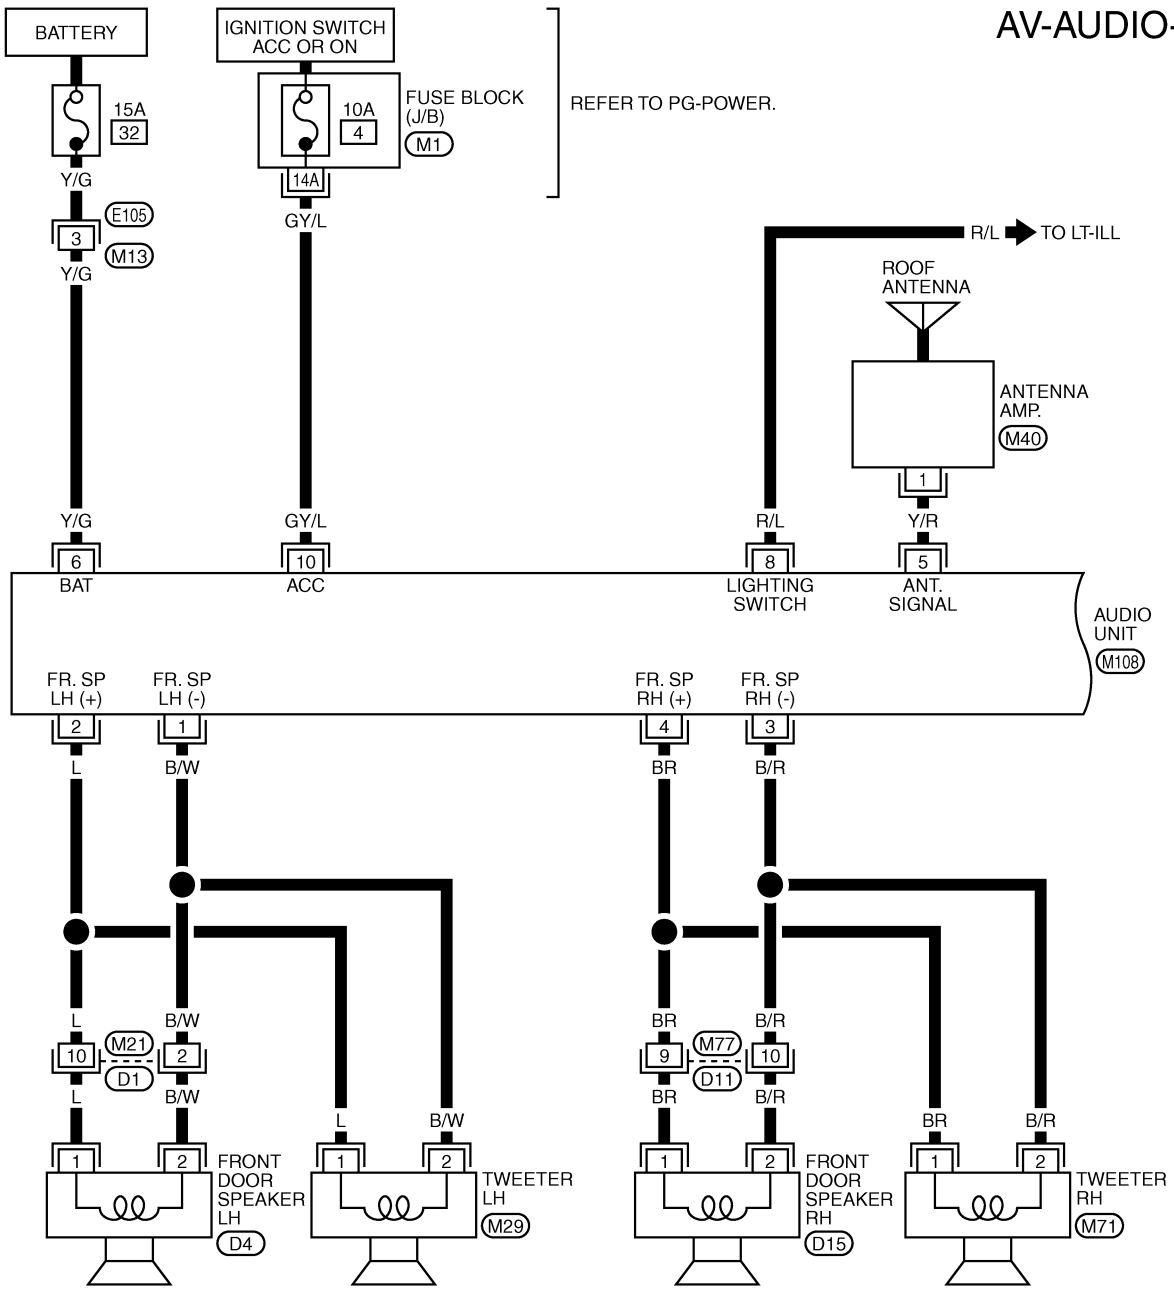 AV-AUDIO-
BATTERY
IGNITION SWITCH
ACC OR ON
15A
32
10A
4
FUSE BLOCK
(J/B)
M1
REFER TO PG-POWER.
14A
Y/G
GY/L
E105
3
M13
Y/G
R/L
TO LT-ILL
ROOF
ANTENNA
ANTENNA
AMP.
M40
1
Y/G
GY/L
R/L
Y/R
6
10
8
5
BAT
ACC
LIGHTING
SWITCH
ANT.
SIGNAL
AUDIO
UNIT
M108
FR. SP
LH (+)
FR. SP
LH (-)
FR. SP
RH (+)
FR. SP
RH (-)
2
1
4
3
L
B/W
BR
B/R
L
B/W
BR
B/R
10
M21
2
9
M77
10
D1
D11
L
B/W
BR
B/R
L
B/W
BR
B/R
1
2
1
2
1
2
1
2
FRONT
DOOR
SPEAKER
LH
D4
TWEETER
LH
M29
FRONT
DOOR
SPEAKER
RH
D15
TWEETER
RH
M71